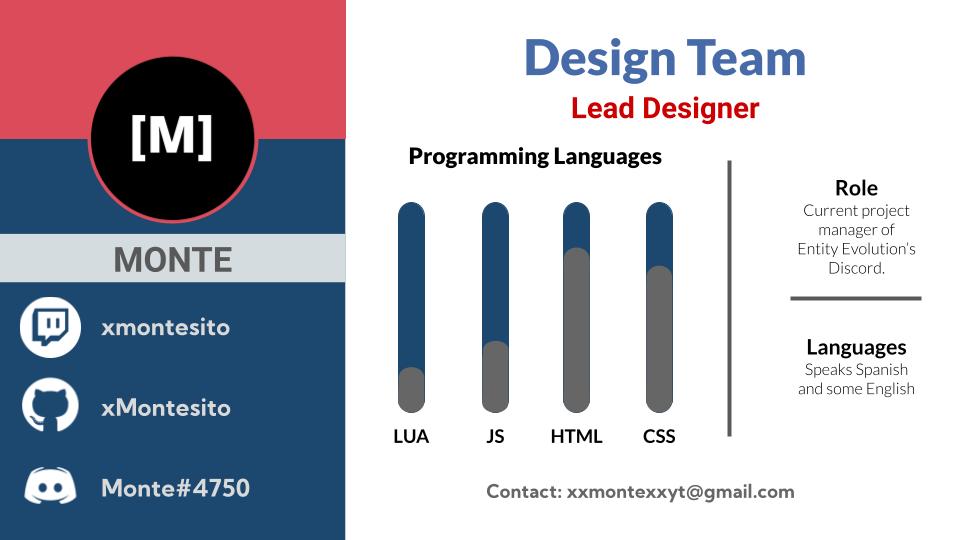 [M]
MONTE
xmontesito
xMontesito
Monte#4750
Design Team
Lead Designer
Programming Languages
LUA
JS
HTML
CSS
Role
Current project
manager of
Entity Evolution's
Discord.
Languages
Speaks Spanish
and some English
Contact: xxmontexxyt@gmail.com